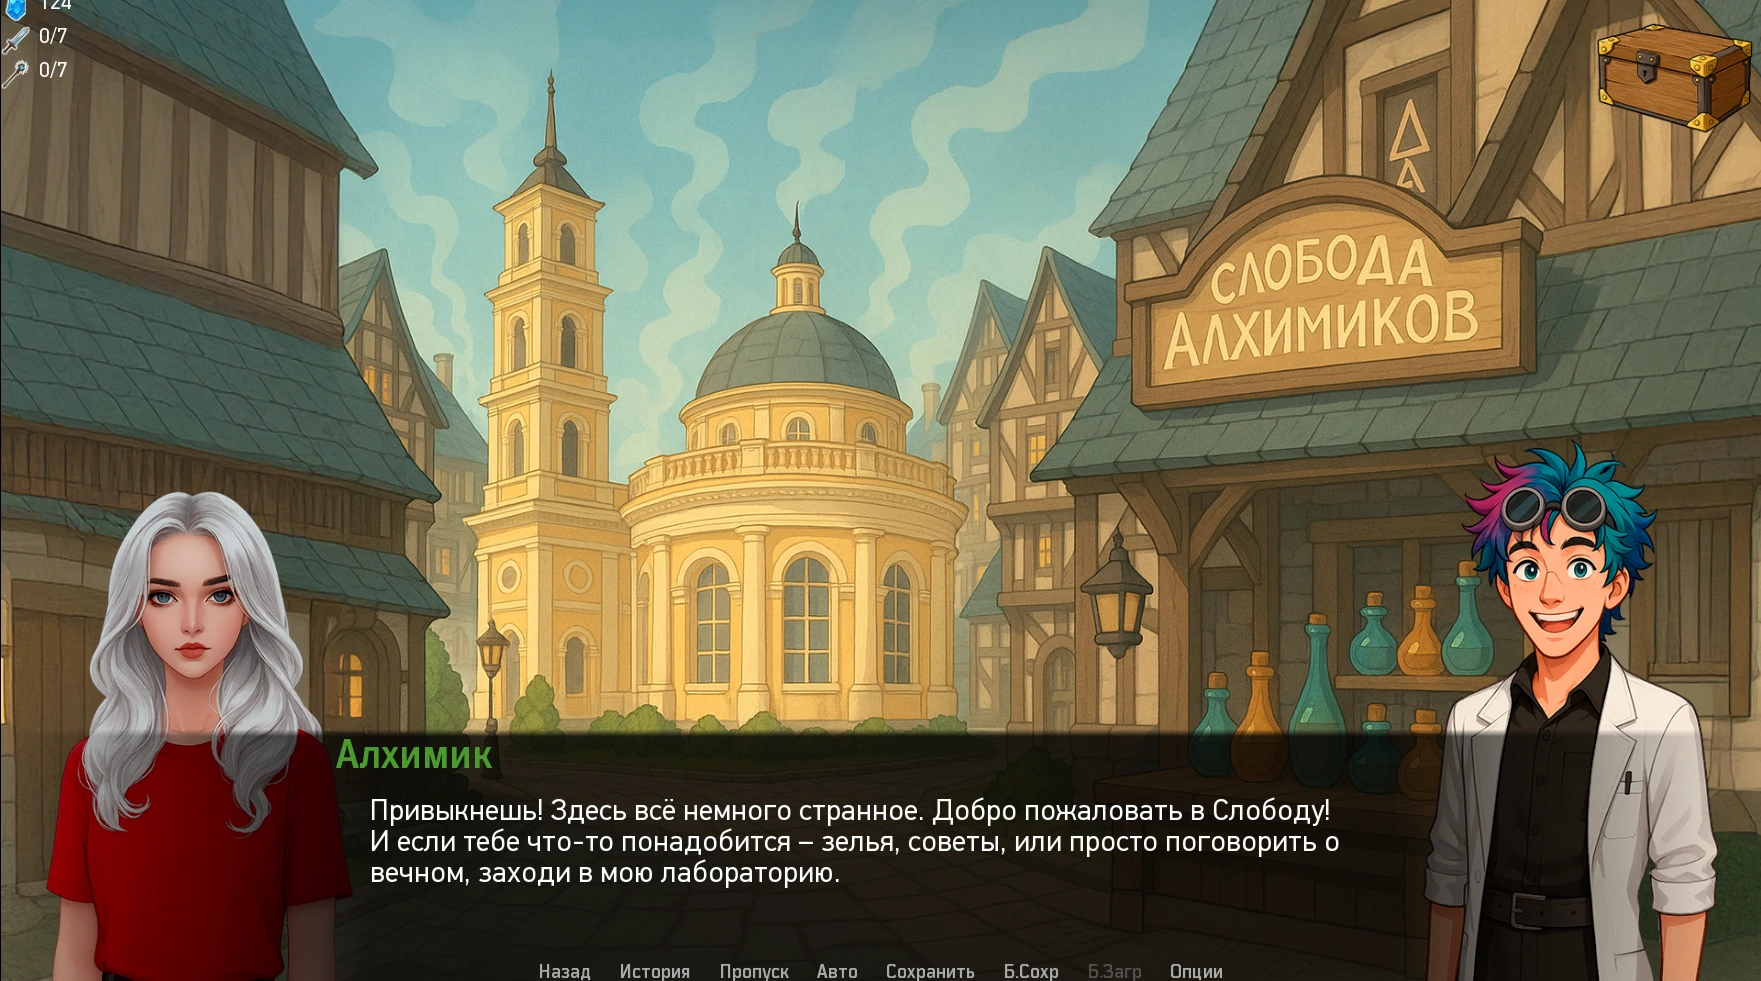 124
0/7
0/7
СЛОБОДА
АЛХИМИКОВ
Алхимик
Привыкнешь! Здесь всё немного странное. Добро пожаловать в Слободу!
И если тебе что-то понадобится – зелья, советы, или просто поговорить о
вечном, заходи в мою лабораторию.
Назад История Пропуск Авто Сохранить Б.Сохр Б.Загр Опции